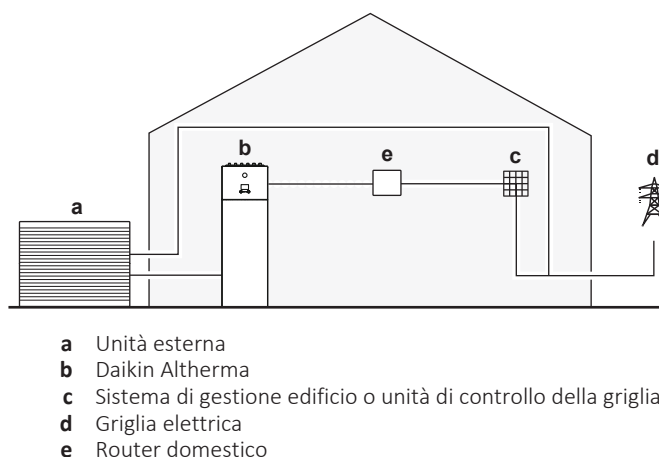 a
b
e
c
d
a Unità esterna
b Daikin Altherma
c Sistema di gestione edificio o unità di controllo della griglia
d Griglia elettrica
e Router domestico